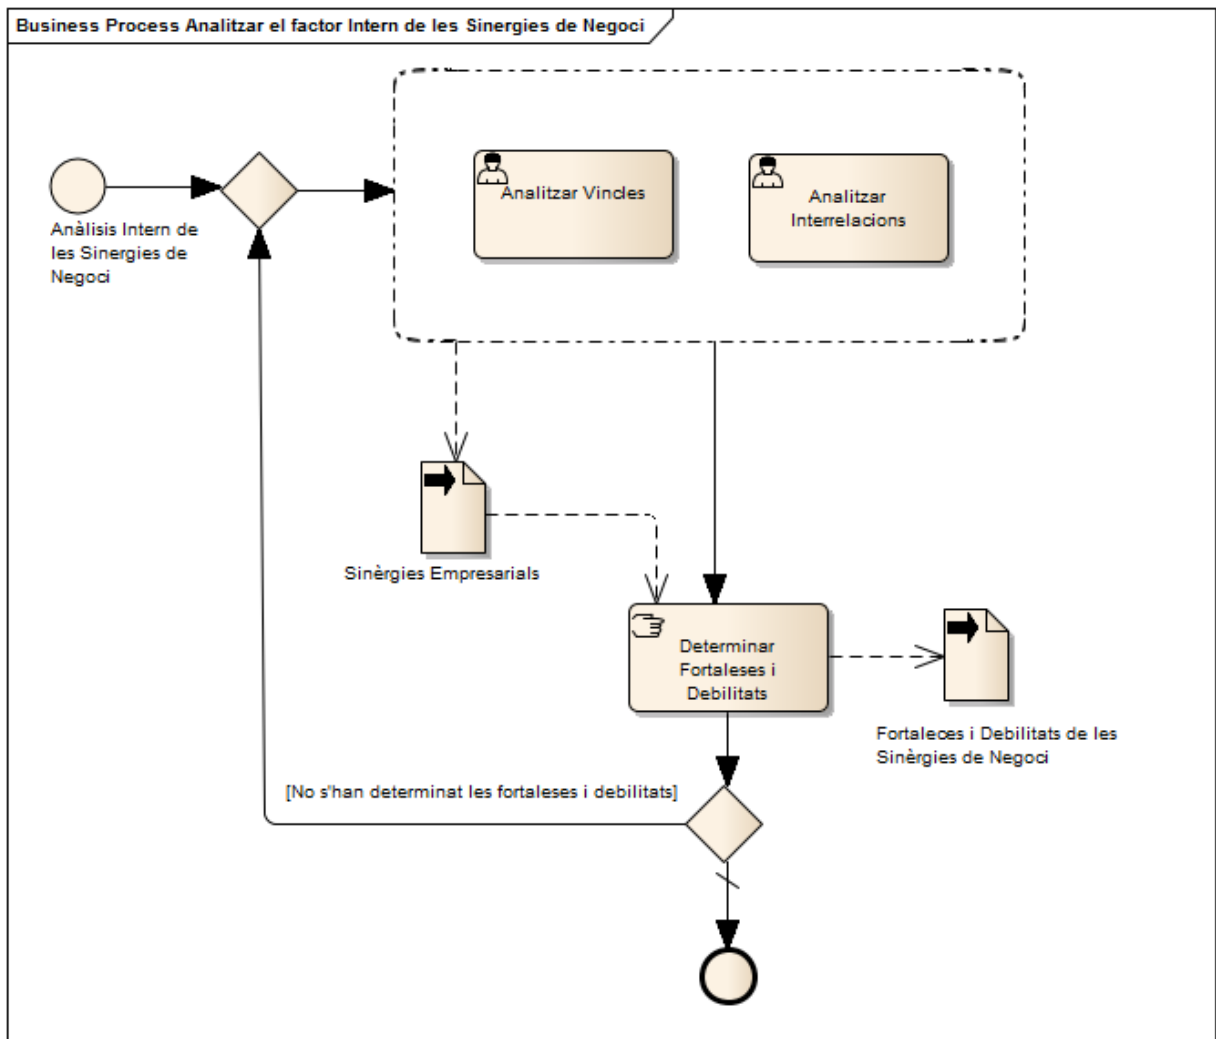 Business Process Analitzar el factor Intern de les Sinergies de Negoci
Analitzar Vincles
Analitzar
Interrelacions
Anàlisis Intern de
les Sinergies de
Negoci
Sinèrgies Empresarials
Determinar
Fortaleses i
Debilitats
Fortaleces i Debilitats de les
Sinèrgies de Negoci
[No s'han determinat les fortaleses i debilitats]